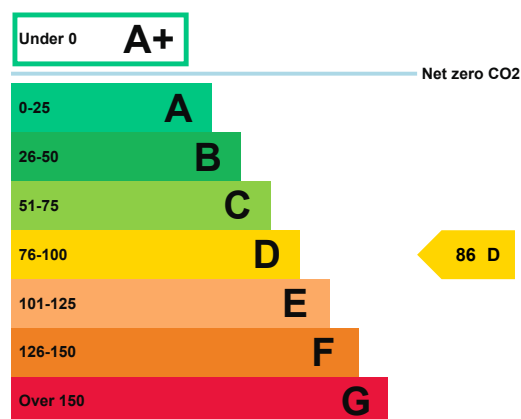 Under 0 A+
Net zero CO2
0-25 A
26-50 B
51-75 C
76-100 D
86 D
101-125 E
126-150 F
Over 150 G